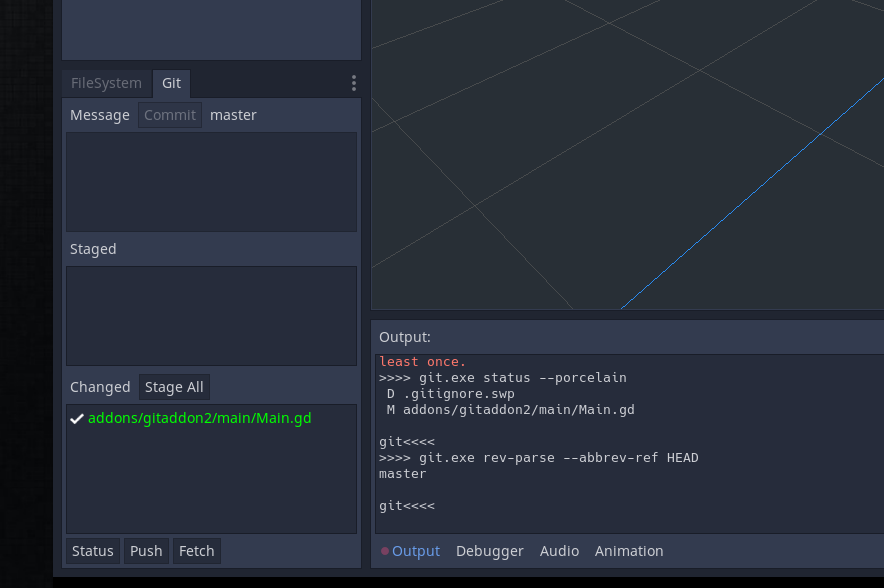 FileSystem Git
Message Commit master
Staged
Changed Stage All
addons/gitaddon2/main/Main.gd
Status Push Fetch
Output:
least once.
>>>> git.exe status --porcelain
 D .gitignore.swp
 M addons/gitaddon2/main/Main.gd
git<<<<
>>>> git.exe rev-parse --abbrev-ref HEAD
master
git<<<<
Output Debugger Audio Animation